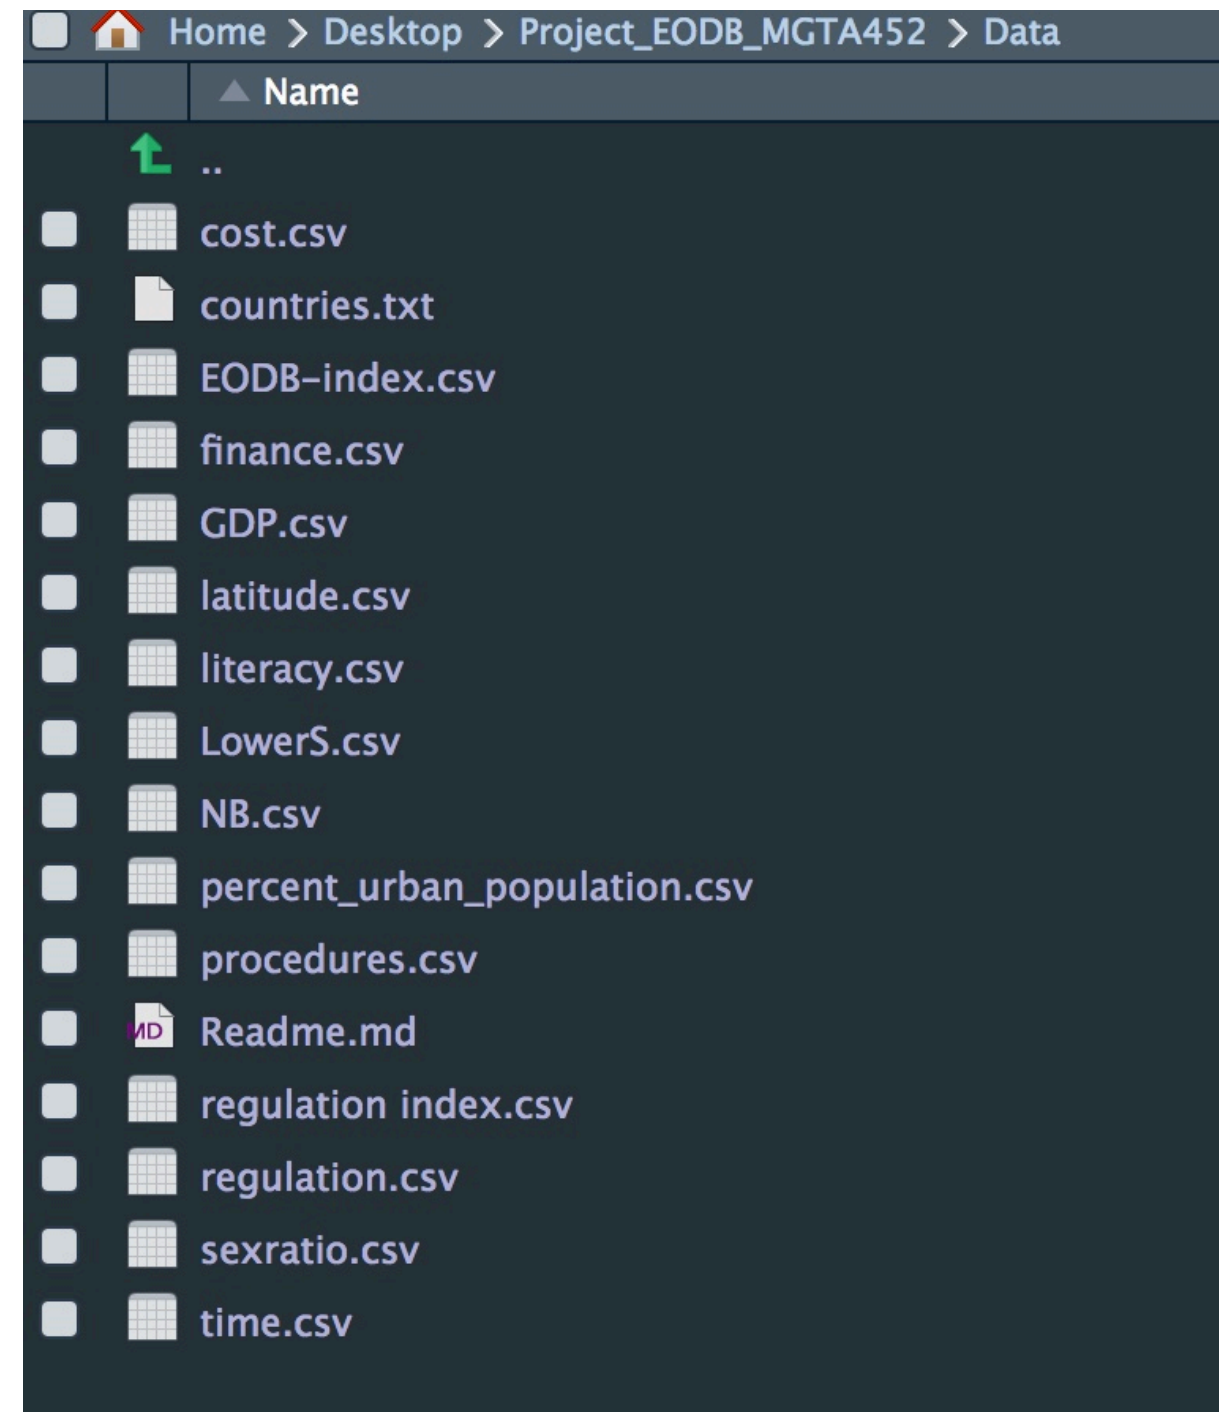 Home > Desktop > Project_EODB_MGTA452 > Data
Name
..
cost.csv
countries.txt
EODB-index.csv
finance.csv
GDP.csv
latitude.csv
literacy.csv
LowerS.csv
NB.csv
percent_urban_population.csv
procedures.csv
MD Readme.md
regulation index.csv
regulation.csv
sexratio.csv
time.csv